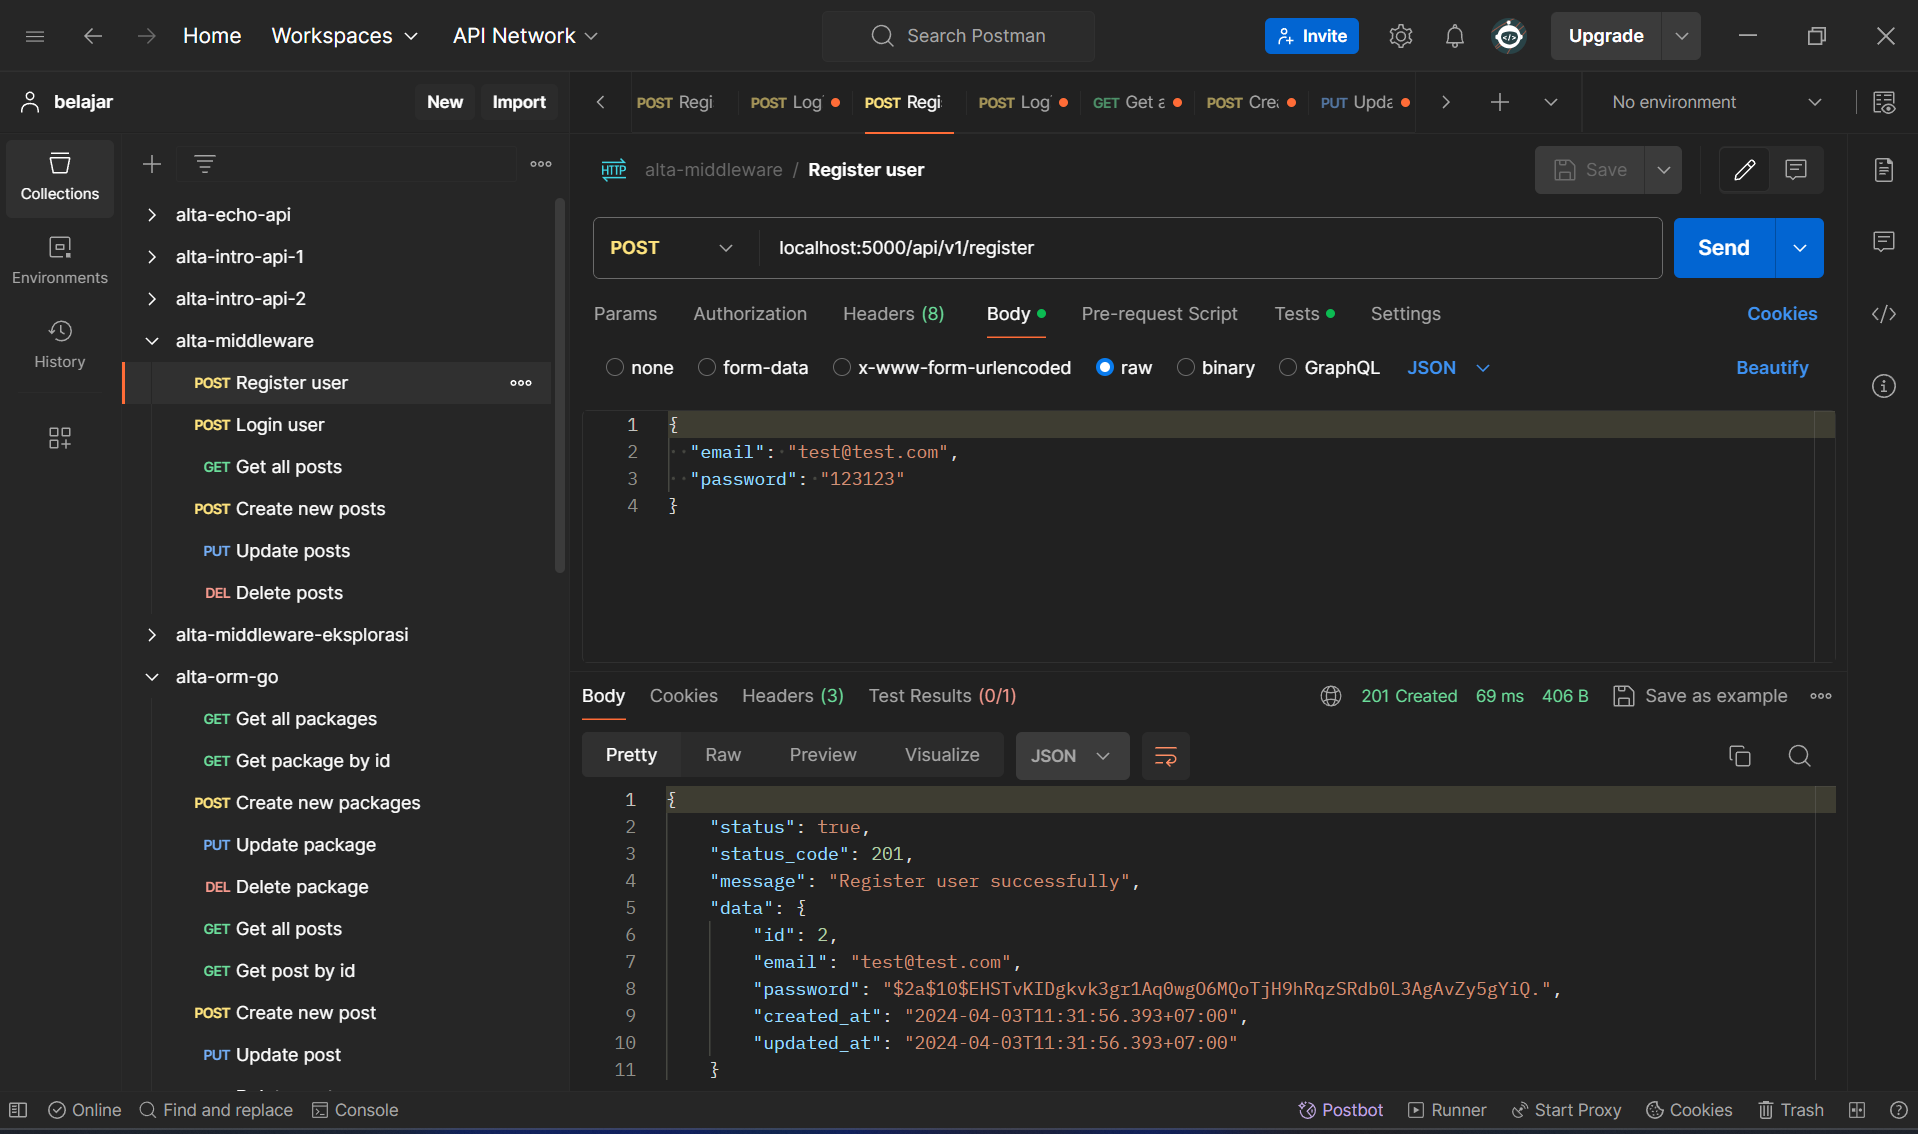 Home Workspaces API Network Search Postman Invite Upgrade
belajar New Import
POST Regi POST Log POST Regi POST Log GET Get a POST Crea PUT Upda No environment
Collections
Environments
History
alta-echo-api
alta-intro-api-1
alta-intro-api-2
alta-middleware
POST Register user
POST Login user
GET Get all posts
POST Create new posts
PUT Update posts
DEL Delete posts
alta-middleware-eksplorasi
alta-orm-go
GET Get all packages
GET Get package by id
POST Create new packages
PUT Update package
DEL Delete package
GET Get all posts
GET Get post by id
POST Create new post
PUT Update post
HTTP alta-middleware / Register user Save
POST localhost:5000/api/v1/register Send
Params Authorization Headers (8) Body Pre-request Script Tests Settings Cookies
none form-data x-www-form-urlencoded raw binary GraphQL JSON Beautify
1 {
2 "email": "test@test.com",
3 "password": "123123"
4 }
Body Cookies Headers (3) Test Results (0/1) 201 Created 69 ms 406 B Save as example
Pretty Raw Preview Visualize JSON
1 {
2 "status": true,
3 "status_code": 201,
4 "message": "Register user successfully",
5 "data": {
6 "id": 2,
7 "email": "test@test.com",
8 "password": "$2a$10$EHSTvKIDgkvk3gr1Aq0wgO6MQoTjH9hRqzSRdb0L3AgAvZy5gYiQ.",
9 "created_at": "2024-04-03T11:31:56.393+07:00",
10 "updated_at": "2024-04-03T11:31:56.393+07:00"
11 }
Online Find and replace Console Postbot Runner Start Proxy Cookies Trash